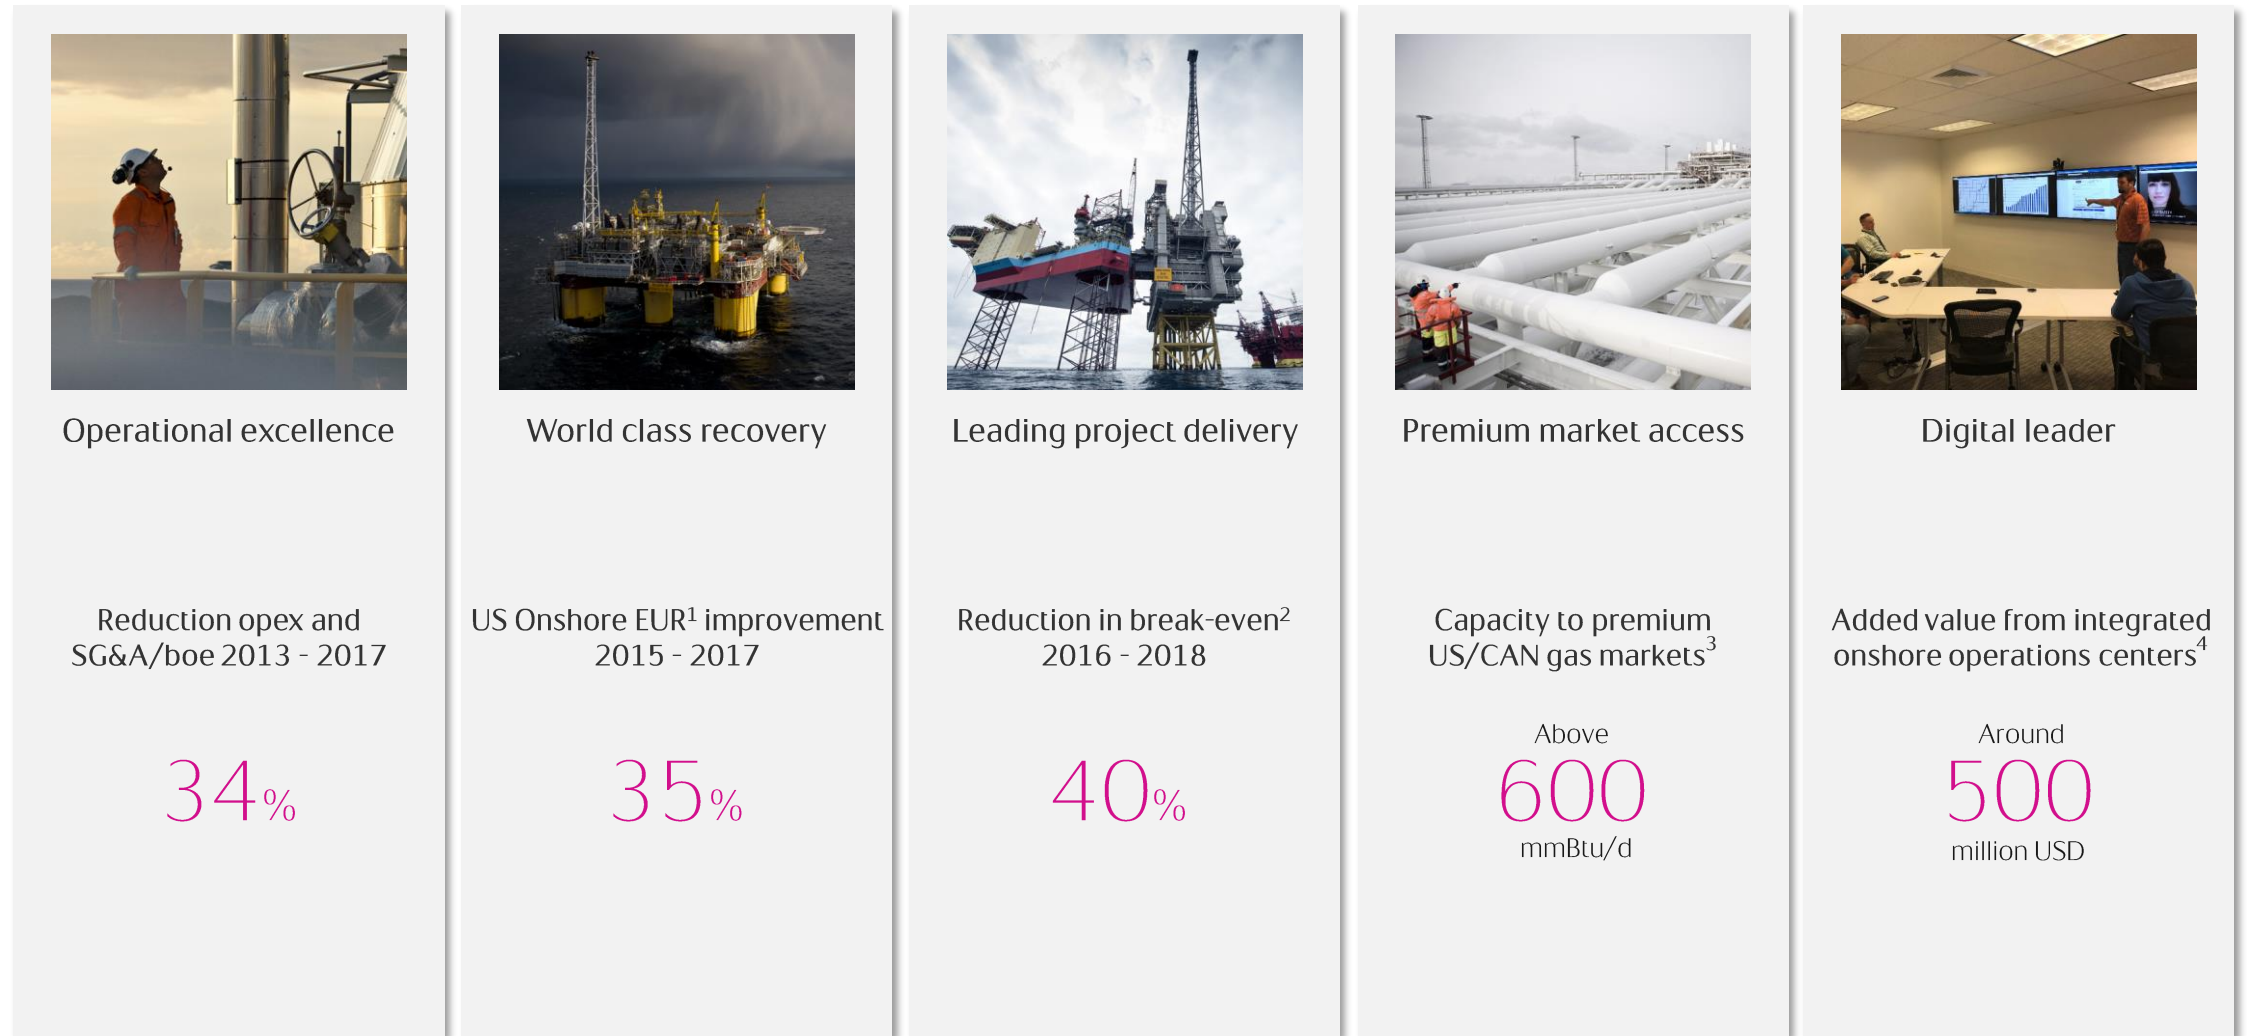 Operational excellence
Reduction opex and
SG&A/boe 2013 - 2017
34%
World class recovery
US Onshore EUR¹ improvement
2015 - 2017
35%
Leading project delivery
Reduction in break-even²
2016 - 2018
40%
Premium market access
Capacity to premium
US/CAN gas markets³
Above
600
mmBtu/d
Digital leader
Added value from integrated
onshore operations centers⁴
Around
500
million USD